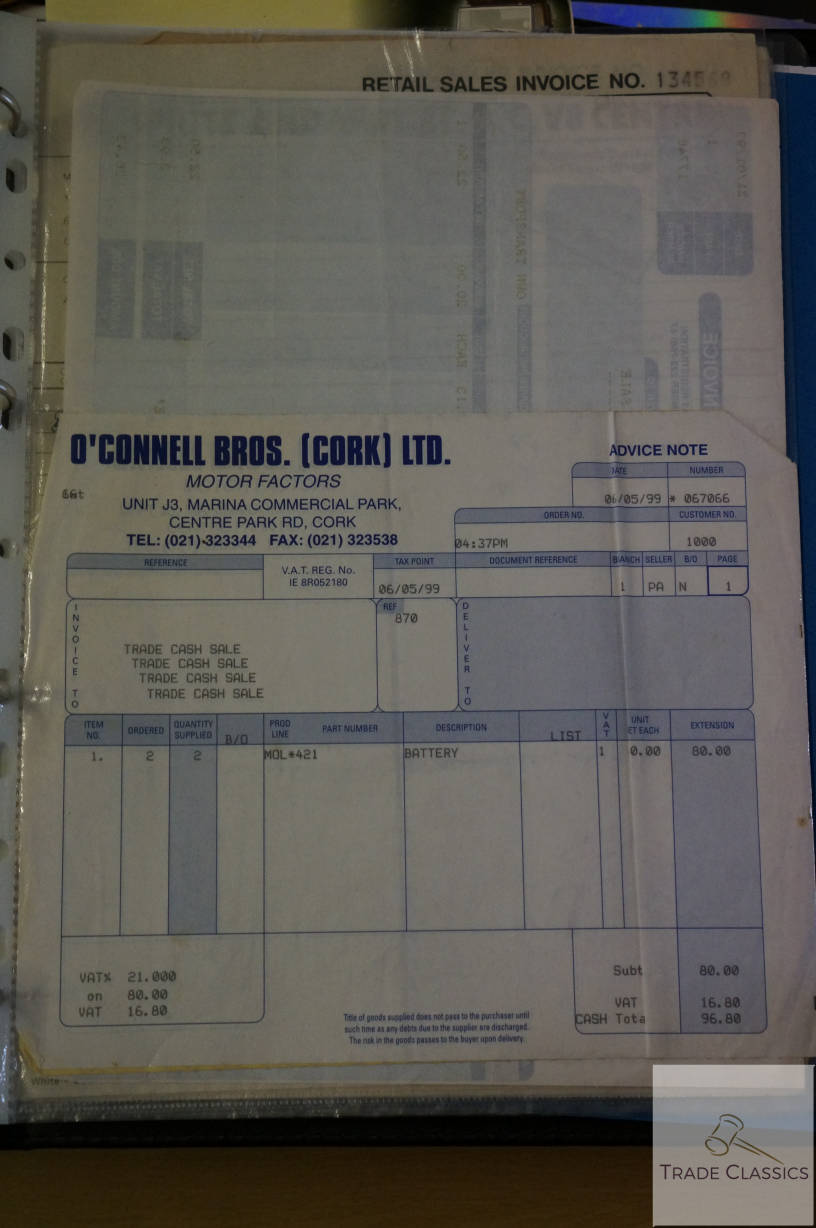 RETAIL SALES INVOICE NO.
O'CONNELL BROS. (CORK) LTD.
MOTOR FACTORS
UNIT J3, MARINA COMMERCIAL PARK,
CENTRE PARK RD, CORK
TEL: (021)-323344 FAX: (021) 323538
ADVICE NOTE
DATE NUMBER
06/05/99 * 067066
ORDER NO. CUSTOMER NO.
04:37PM 1000
REFERENCE V.A.T. REG. No. TAX POINT DOCUMENT REFERENCE BRANCH SELLER B/O PAGE
IE 8R052180
06/05/99 1 PA N 1
INVOICE TO REF DELIVER TO
870
TRADE CASH SALE
TRADE CASH SALE
TRADE CASH SALE
TRADE CASH SALE
ITEM NO. ORDERED QUANTITY SUPPLIED B/O PROD LINE PART NUMBER DESCRIPTION LIST VAT UNIT ET EACH EXTENSION
1. 2 2 MOL*421 BATTERY 1 0.00 80.00
VAT% 21.000
on 80.00
VAT 16.80
Title of goods supplied does not pass to the purchaser until
such time as any debts due to the supplier are discharged.
The risk in the goods passes to the buyer upon delivery.
Subt 80.00
VAT 16.80
CASH Tota 96.80
White
TRADE CLASSICS